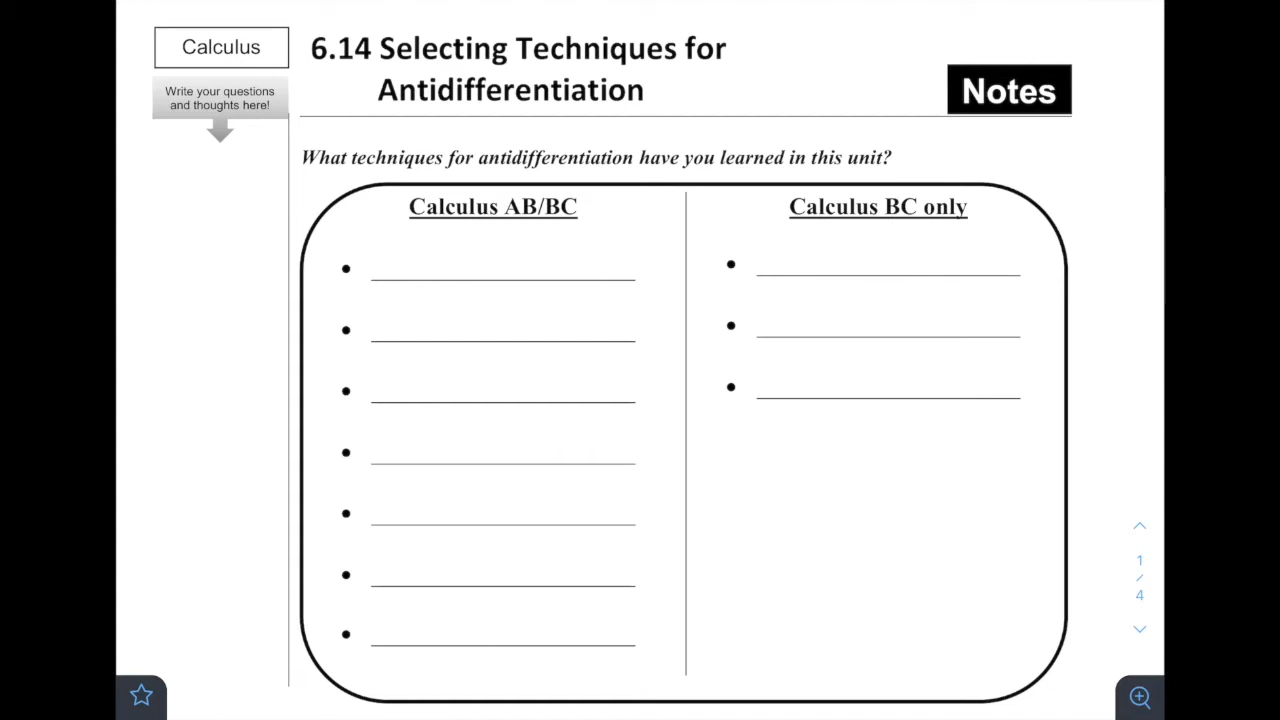 Calculus
6.14 Selecting Techniques for
Antidifferentiation
Write your questions
and thoughts here!
Notes
What techniques for antidifferentiation have you learned in this unit?
Calculus AB/BC
Calculus BC only
1
/
4